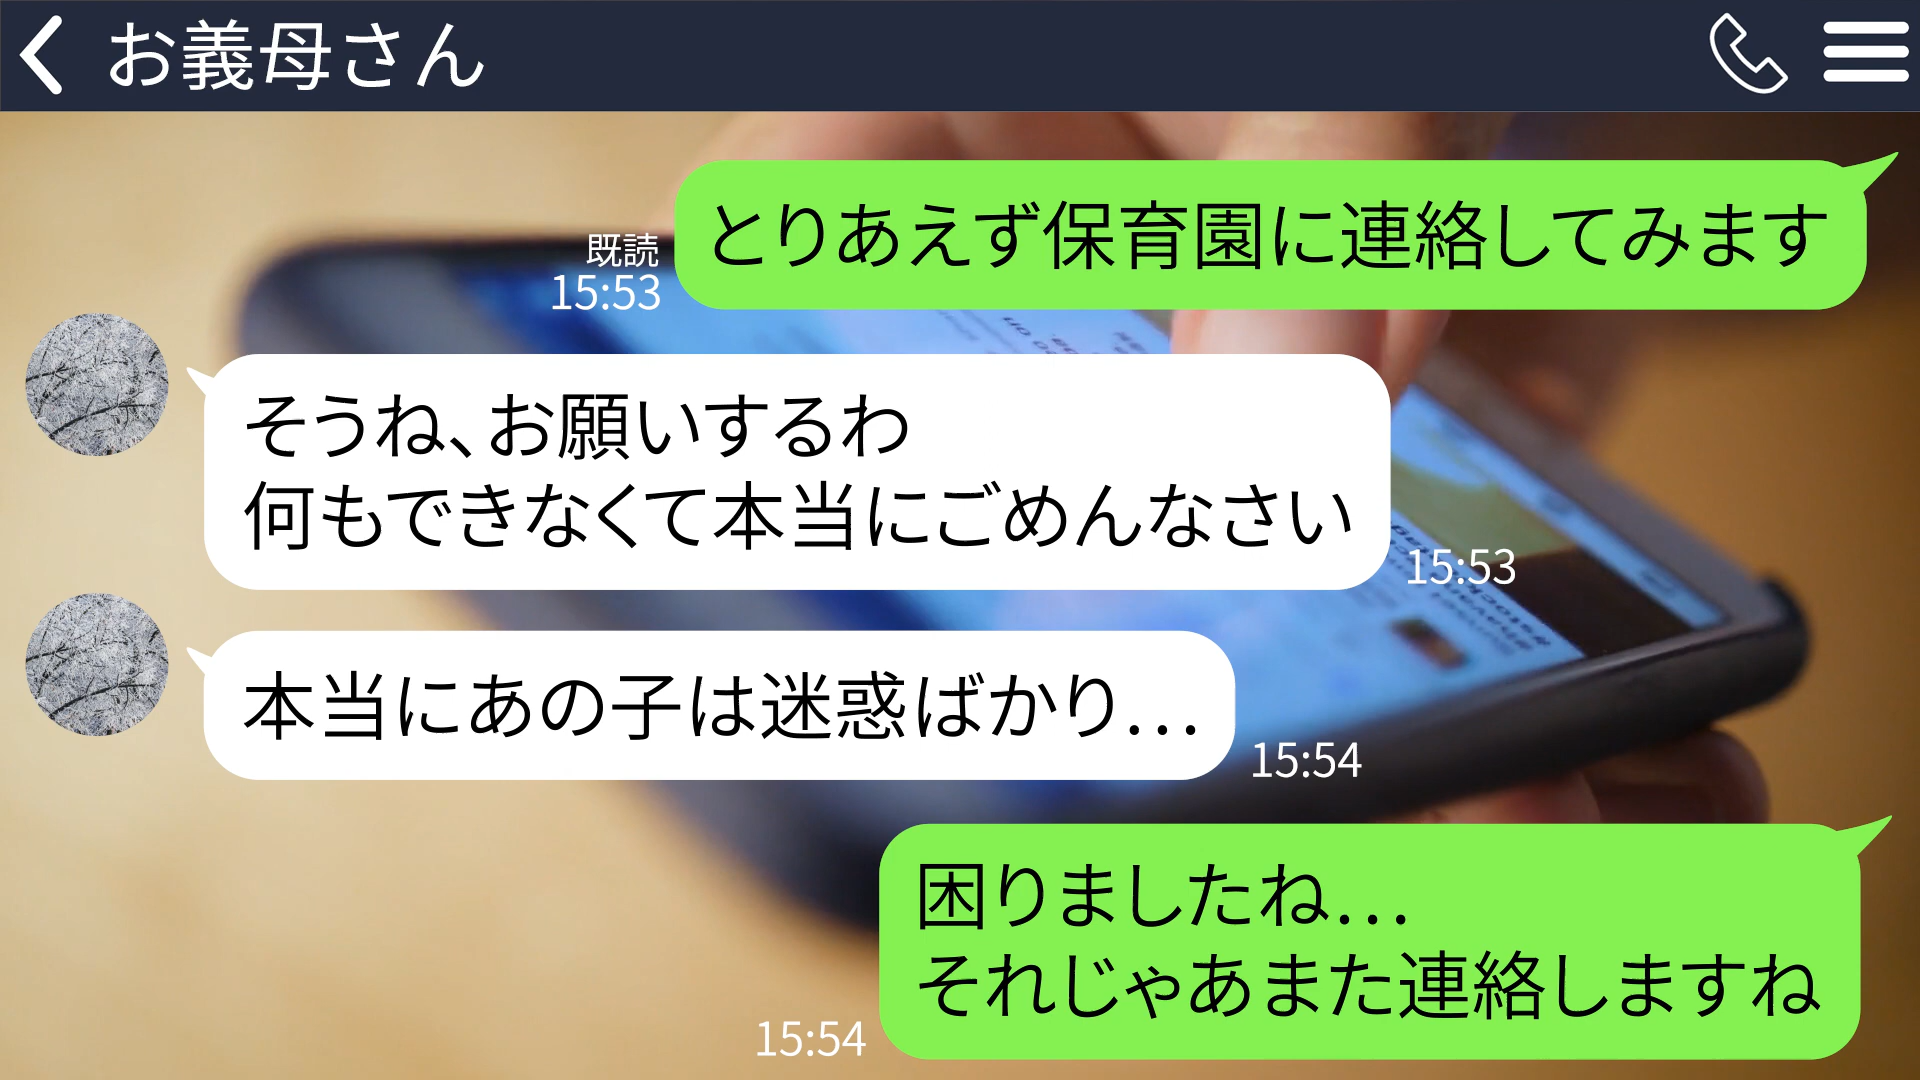 お義母さん
とりあえず保育園に連絡してみます
既読
15:53
そうね、お願いするわ
何もできなくて本当にごめんなさい
15:53
本当にあの子は迷惑ばかり…
15:54
困りましたね…
それじゃあまた連絡しますね
15:54